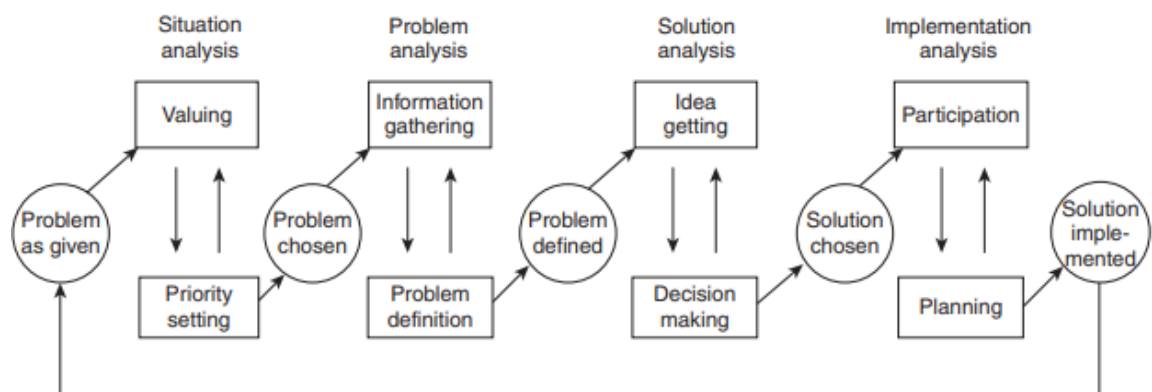 Situation
analysis
Problem
analysis
Solution
analysis
Implementation
analysis
Valuing
Information
gathering
Idea
getting
Participation
Problem
as given
Problem
chosen
Problem
defined
Solution
chosen
Solution
imple-
mented
Priority
setting
Problem
definition
Decision
making
Planning